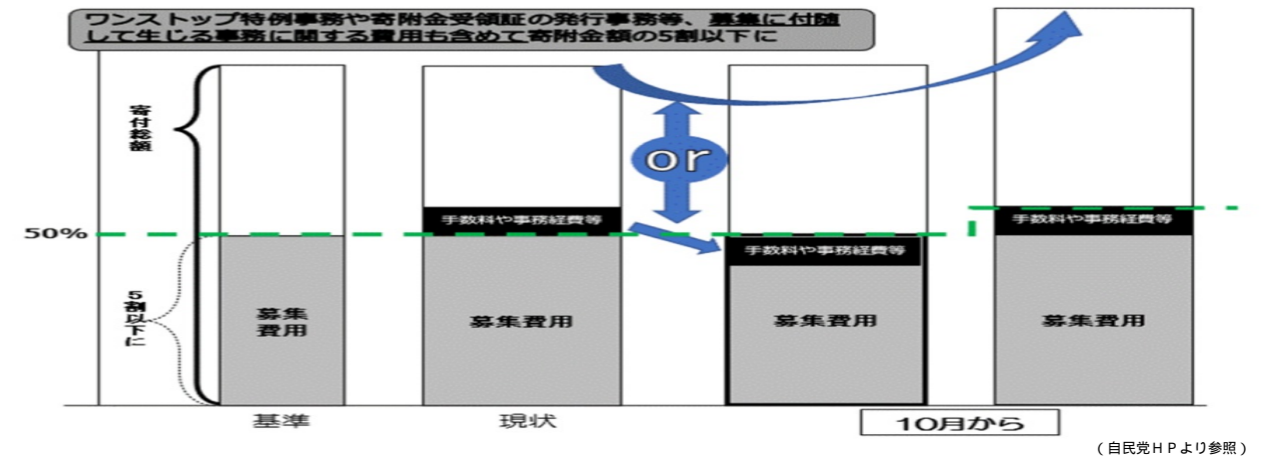 ワンストップ特例事務や寄附金受領証の発行事務等、募集に付随
して生じる事務に関する費用も含めて寄附金額の5割以下に
寄付総額
or
手数料や事務経費等
手数料や事務経費等
手数料や事務経費等
50%
5割以下に
募集
費用
募集費用
募集費用
募集費用
基準
現状
10月から
（自民党ＨＰより参照）